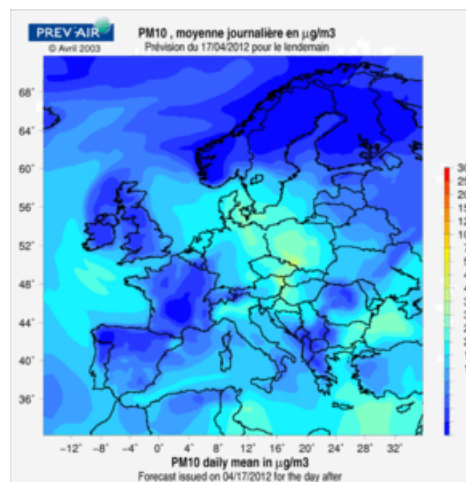 PREV'AIR
© Avril 2003
PM10 , moyenne journalière en µg/m3
Prévision du 17/04/2012 pour le lendemain
68°
64°
60°
56°
52°
48°
44°
40°
36°
-12° -8° -4° 0° 4° 8° 12° 16° 20° 24° 28° 32°
PM10 daily mean in µg/m3
Forecast issued on 04/17/2012 for the day after